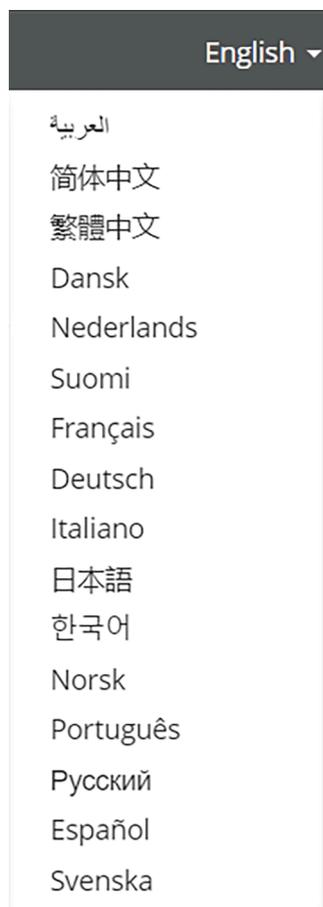 English
العربية
简体中文
繁體中文
Dansk
Nederlands
Suomi
Français
Deutsch
Italiano
日本語
한국어
Norsk
Português
Русский
Español
Svenska